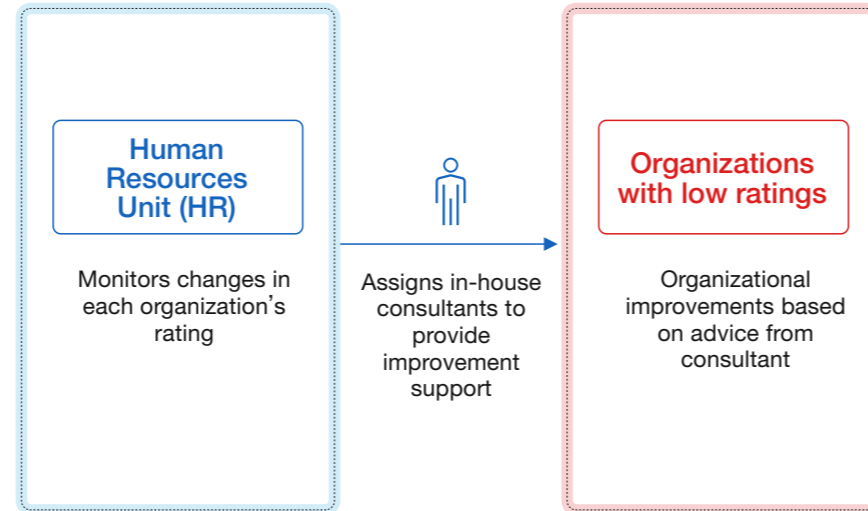 Human
Resources
Unit (HR)
Monitors changes in
each organization’s
rating
Assigns in-house
consultants to
provide
improvement
support
Organizations
with low ratings
Organizational
improvements based
on advice from
consultant